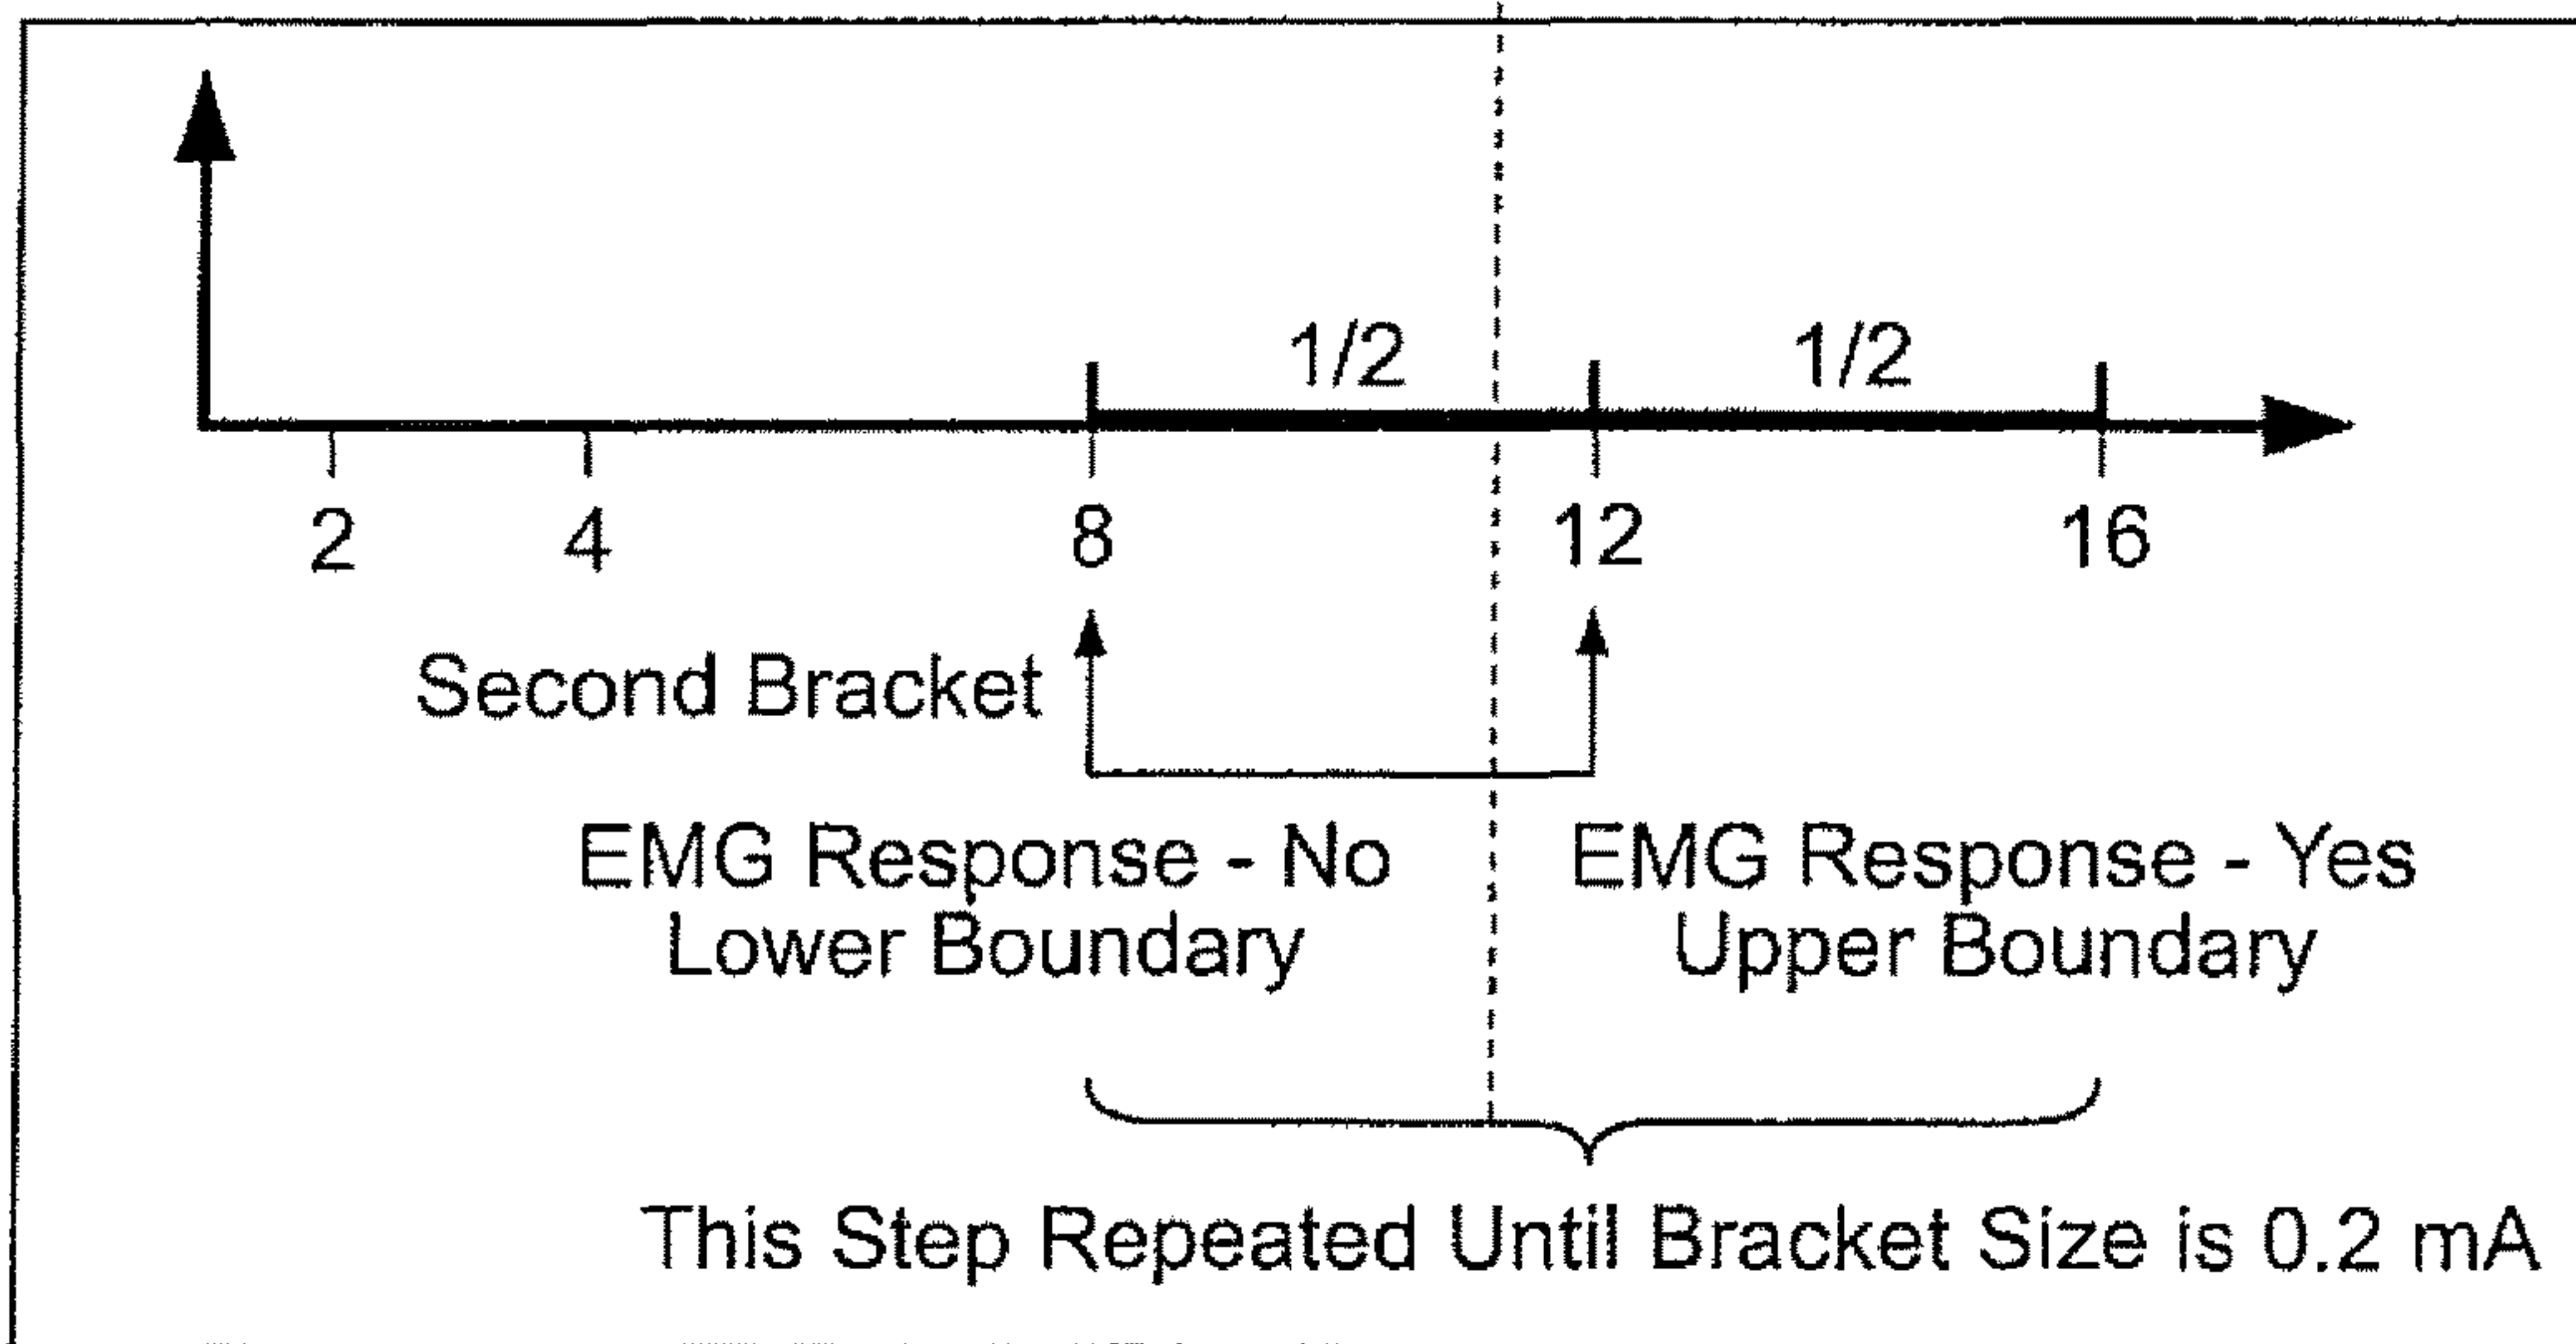 1/2 1/2
2 4 8 12 16
Second Bracket
EMG Response - No
Lower Boundary
EMG Response - Yes
Upper Boundary
This Step Repeated Until Bracket Size is 0.2 mA